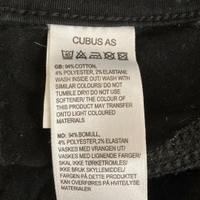 CUBUS AS
GB: 94% COTTON,
4% POLYESTER, 2% ELASTANE
WASH INSIDE OUT/ WASH WITH
SIMILAR COLOURS/ DO NOT
TUMBLE DRY/ DO NOT USE
SOFTENER/ THE COLOUR OF
THIS PRODUCT MAY TRANSFER
ONTO LIGHT COLOURED
MATERIALS
NO: 94% BOMULL,
4% POLYESTER, 2% ELASTAN
VASKES MED VRANGEN UT/
VASKES MED LIGNENDE FARGER/
SKAL IKKE TØRKETROMLES/
IKKE BRUK SKYLLEMIDDEL/
FARGEN PÅ DETTE PRODUKTET
KAN OVERFØRES PÅ HVITE/LYSE
MATERIALER